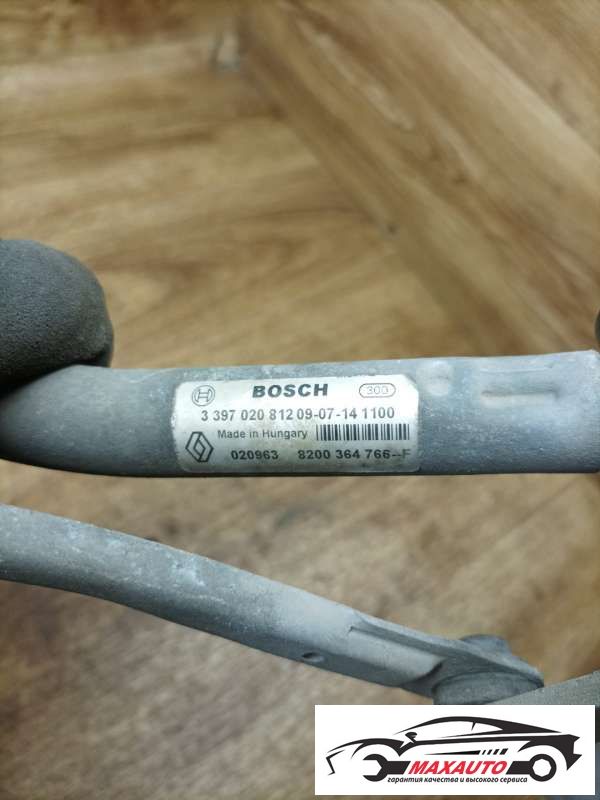 BOSCH 300
3 397 020 812 09-07-14 1100
Made in Hungary
020963 8200 364 766--F
MAXAUTO
гарантия качества и высокого сервиса